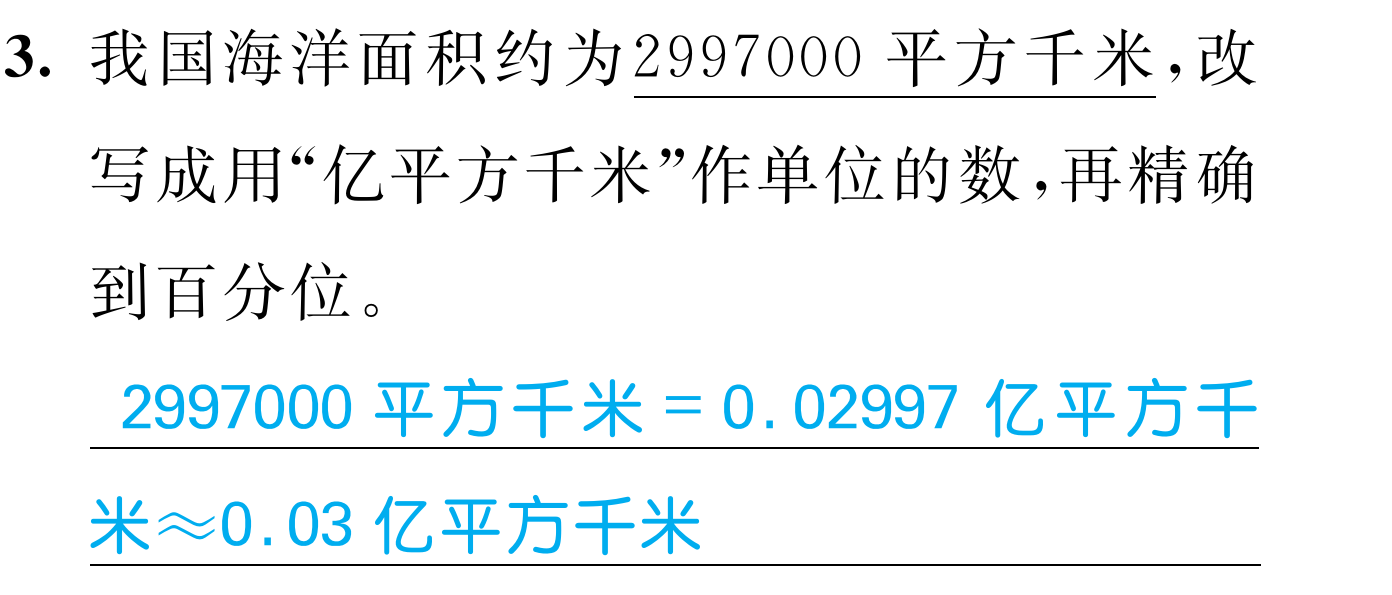 3. 我国海洋面积约为2997000 平方千米,改
写成用“亿平方千米”作单位的数,再精确
到百分位。
2997000 平方千米=0.02997 亿平方千
米≈0.03 亿平方千米